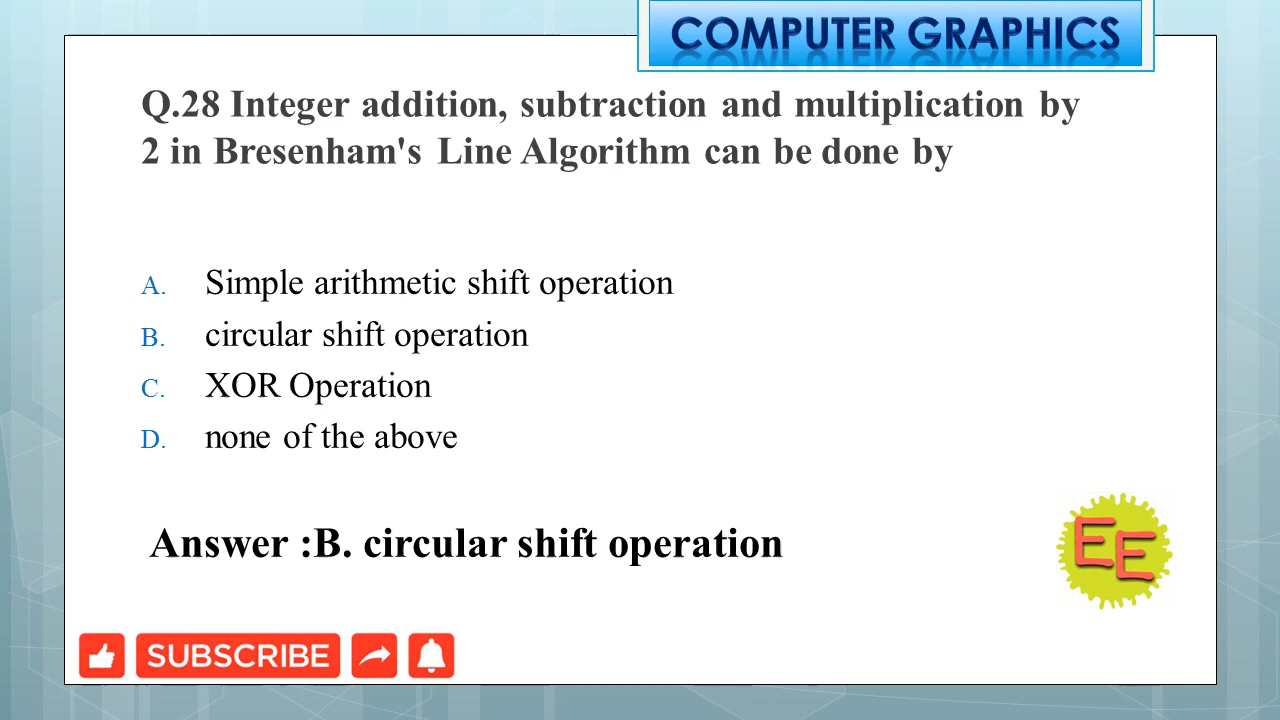 COMPUTER GRAPHICS
Q.28 Integer addition, subtraction and multiplication by
2 in Bresenham's Line Algorithm can be done by
A. Simple arithmetic shift operation
B. circular shift operation
C. XOR Operation
D. none of the above
Answer :B. circular shift operation
EE
SUBSCRIBE